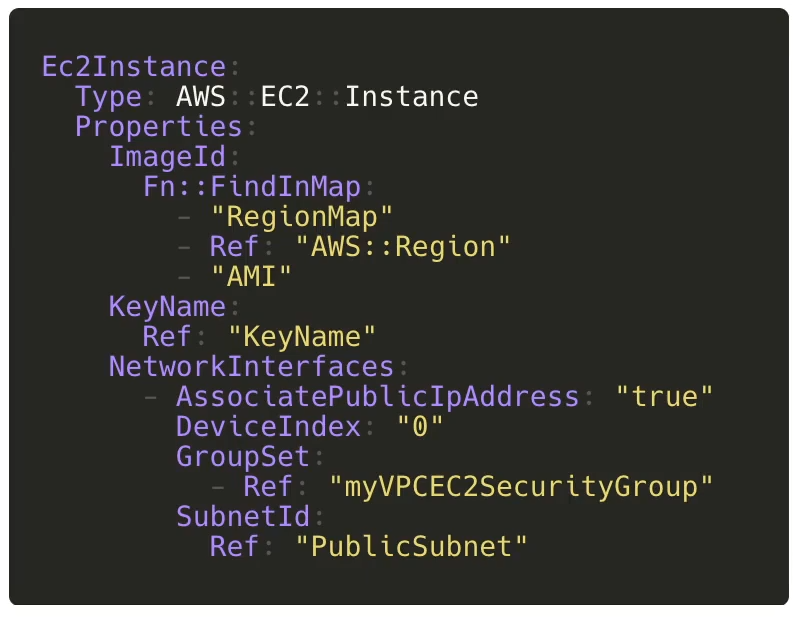 Ec2Instance:
  Type: AWS::EC2::Instance
  Properties:
    ImageId:
      Fn::FindInMap:
        - "RegionMap"
        - Ref: "AWS::Region"
        - "AMI"
    KeyName:
      Ref: "KeyName"
    NetworkInterfaces:
      - AssociatePublicIpAddress: "true"
        DeviceIndex: "0"
        GroupSet:
          - Ref: "myVPCEC2SecurityGroup"
        SubnetId:
          Ref: "PublicSubnet"